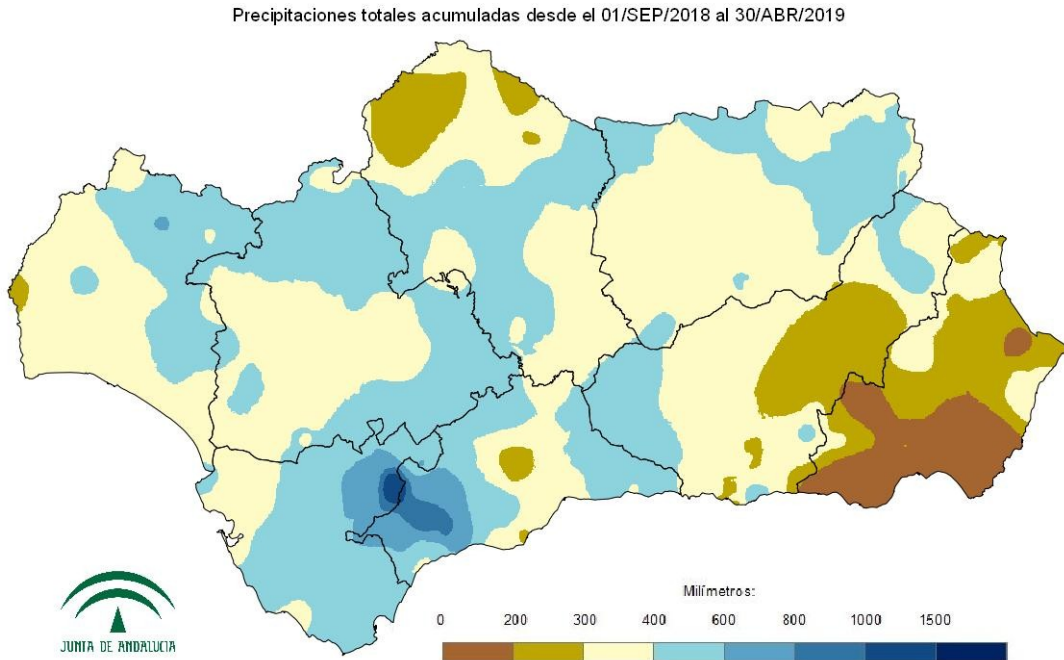 Precipitaciones totales acumuladas desde el 01/SEP/2018 al 30/ABR/2019
JUNTA DE ANDALUCIA
Milímetros:
0 200 300 400 600 800 1000 1500